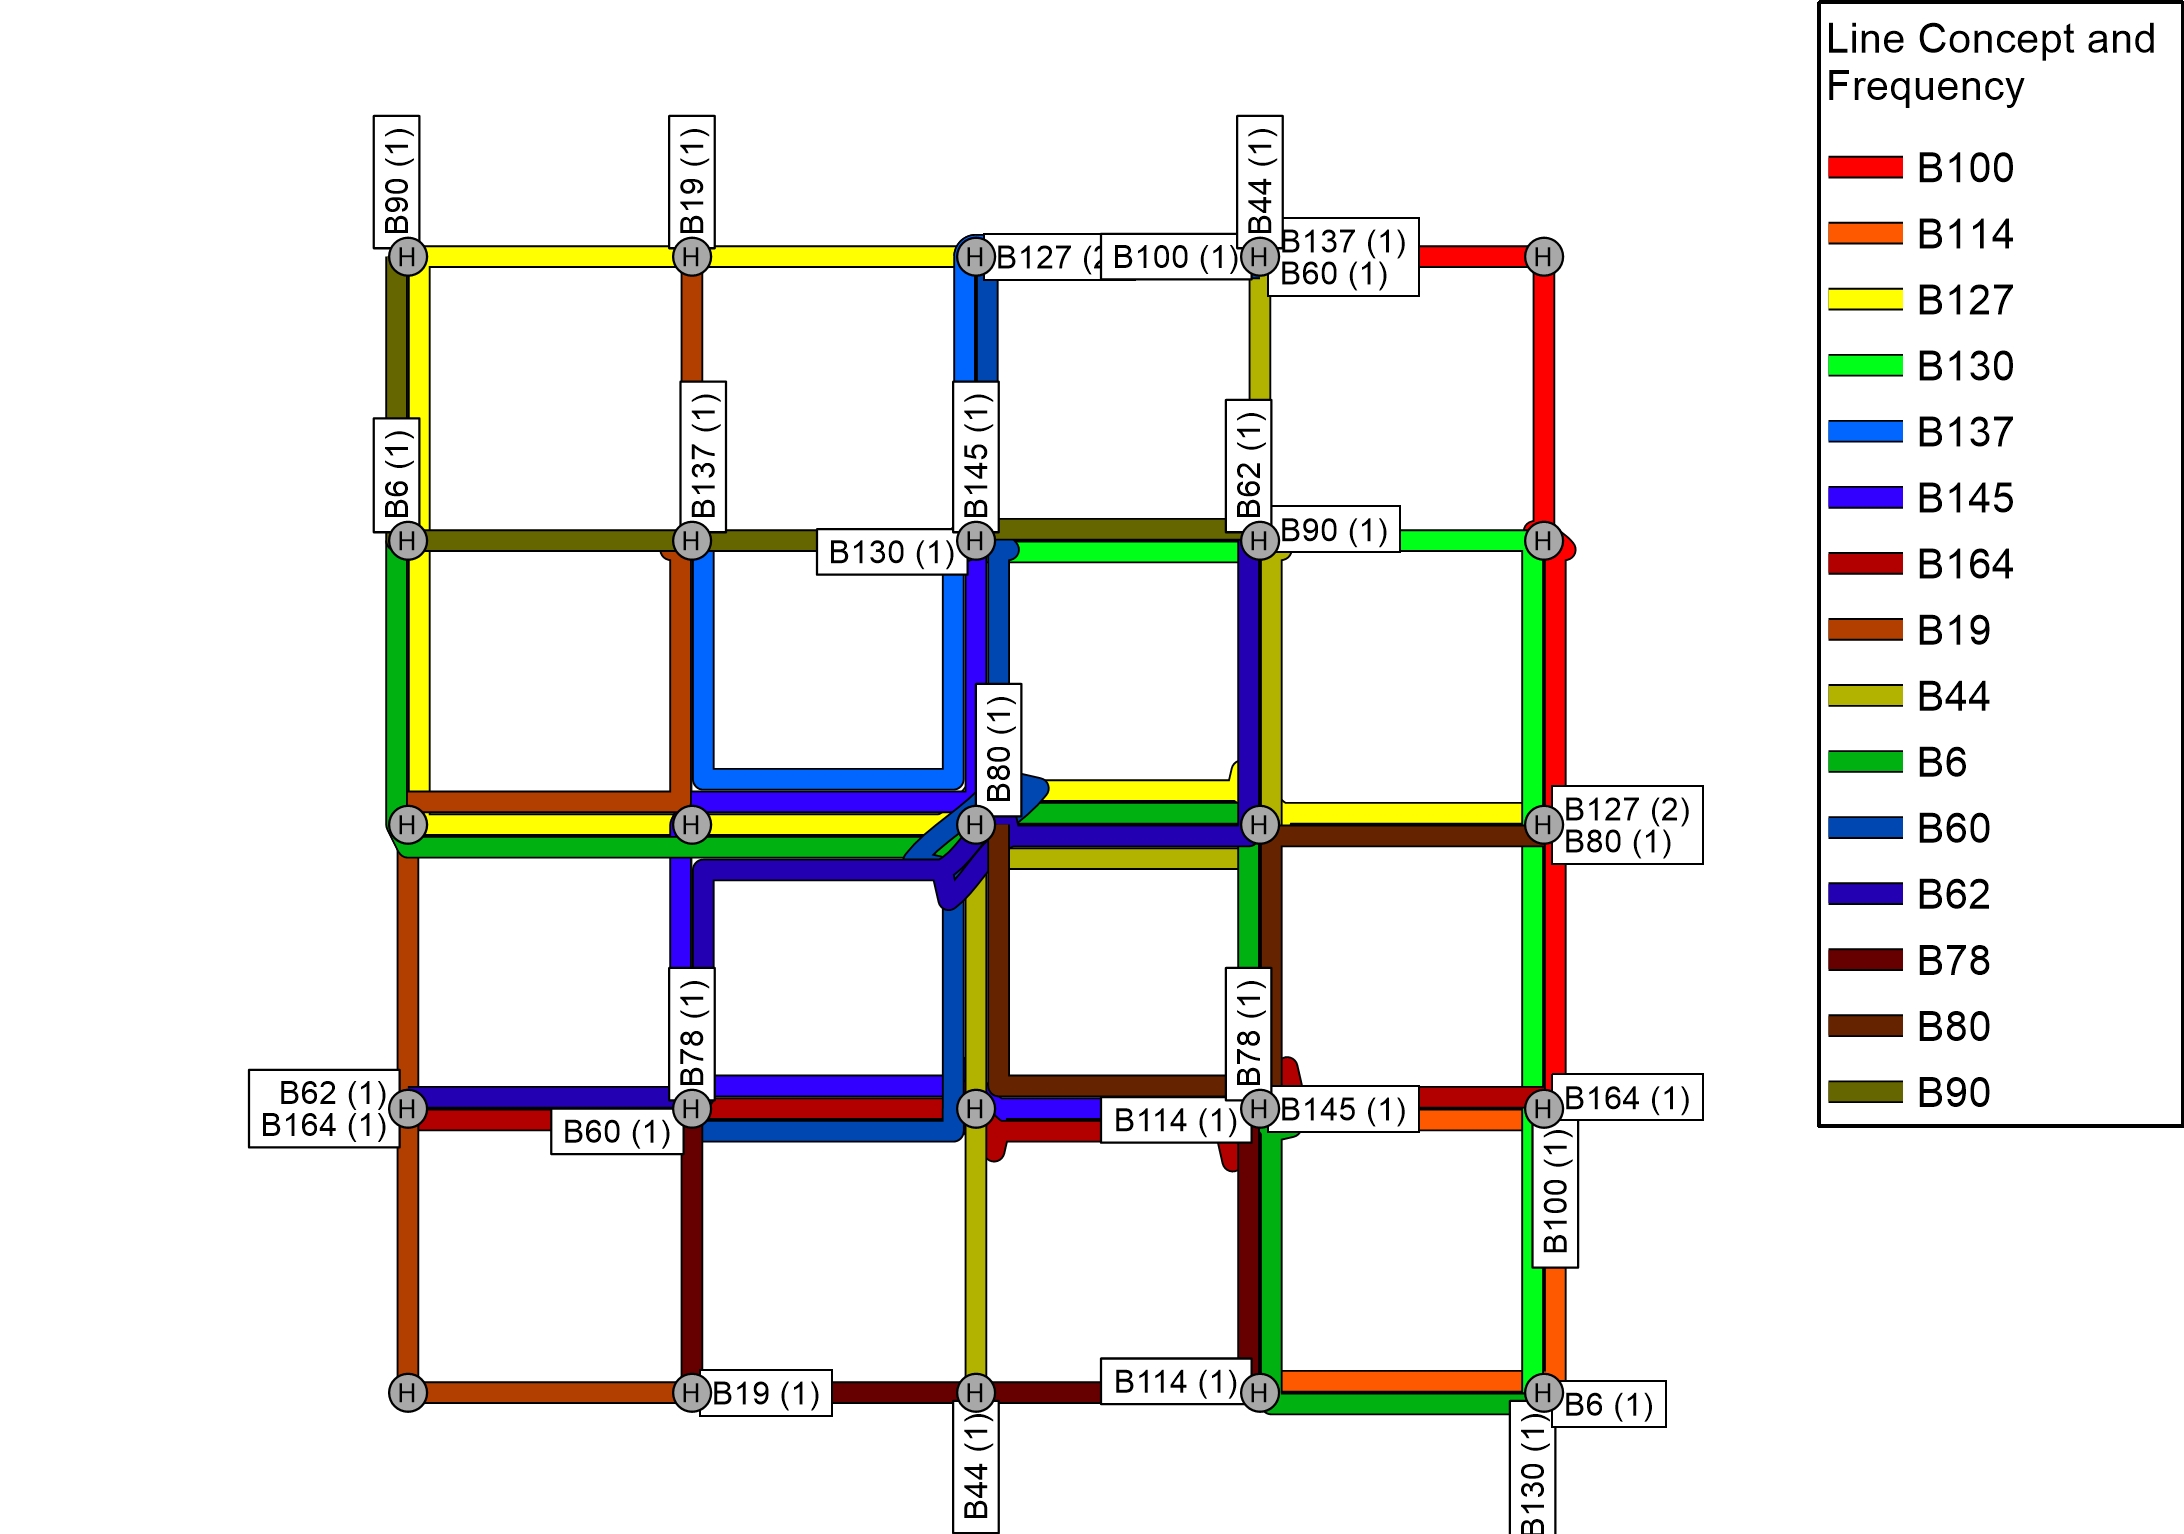 Line Concept and
Frequency
B100
B114
B127
B130
B137
B145
B164
B19
B44
B6
B60
B62
B78
B80
B90
B90 (1)
B19 (1)
B44 (1)
H
H
H
B127 (2
B100 (1)
H
B137 (1)
B60 (1)
H
B6 (1)
B137 (1)
B145 (1)
B62 (1)
H
H
B130 (1)
H
H
B90 (1)
H
B80 (1)
H
H
H
H
H
B127 (2)
B80 (1)
B78 (1)
B78 (1)
B62 (1)
B164 (1)
H
B60 (1)
H
H
B114 (1)
H
B145 (1)
H
B164 (1)
B100 (1)
H
H
B19 (1)
H
B114 (1)
H
H
B6 (1)
B44 (1)
B130 (1)